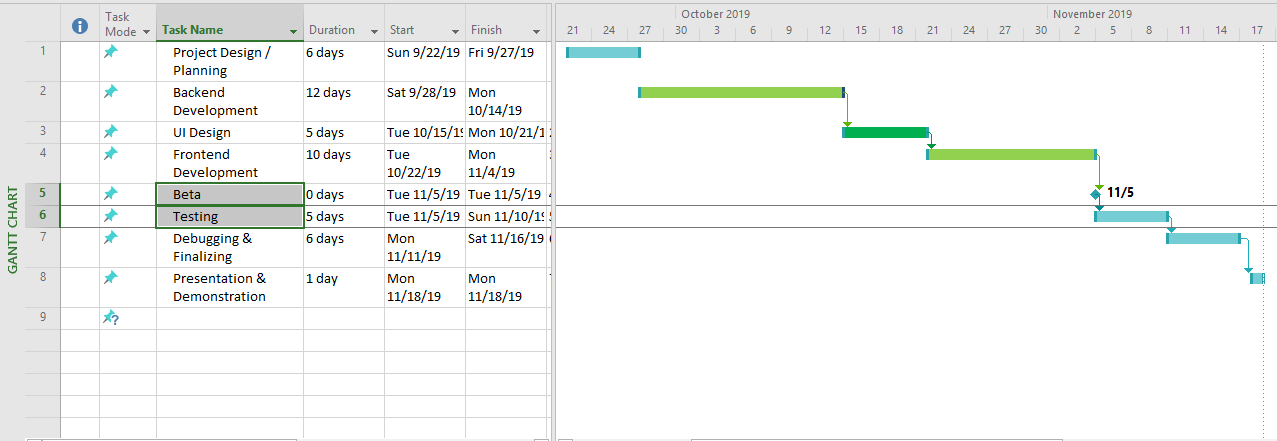 October 2019 November 2019
Task Mode Task Name Duration Start Finish 21 24 27 30 3 6 9 12 15 18 21 24 27 30 2 5 8 11 14 17
GANTT CHART
1 Project Design / 6 days Sun 9/22/19 Fri 9/27/19
Planning
2 Backend 12 days Sat 9/28/19 Mon
Development 10/14/19
3 UI Design 5 days Tue 10/15/19 Mon 10/21/1
4 Frontend 10 days Tue Mon
Development 10/22/19 11/4/19
5 Beta 0 days Tue 11/5/19 Tue 11/5/19 11/5
6 Testing 5 days Tue 11/5/19 Sun 11/10/19
7 Debugging & 6 days Mon Sat 11/16/19
Finalizing 11/11/19
8 Presentation & 1 day Mon Mon
Demonstration 11/18/19 11/18/19
9 ?